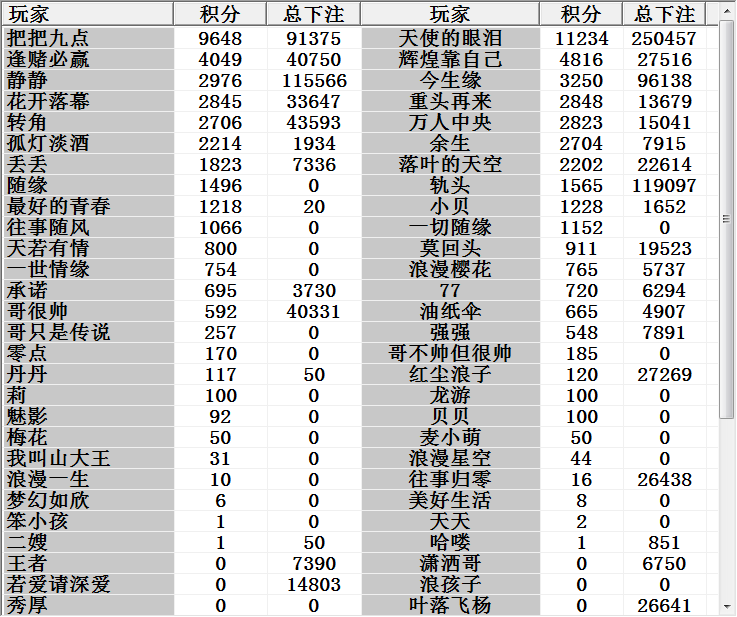 玩家 积分 总下注 玩家 积分 总下注
把把九点 9648 91375 天使的眼泪 11234 250457
逢赌必赢 4049 40750 辉煌靠自己 4816 27516
静静 2976 115566 今生缘 3250 96138
花开落幕 2845 33647 重头再来 2848 13679
转角 2706 43593 万人中央 2823 15041
孤灯淡酒 2214 1934 余生 2704 7915
丢丢 1823 7336 落叶的天空 2202 22614
随缘 1496 0 轨头 1565 119097
最好的青春 1218 20 小贝 1228 1652
往事随风 1066 0 一切随缘 1152 0
天若有情 800 0 莫回头 911 19523
一世情缘 754 0 浪漫樱花 765 5737
承诺 695 3730 77 720 6294
哥很帅 592 40331 油纸伞 665 4907
哥只是传说 257 0 强强 548 7891
零点 170 0 哥不帅但很帅 185 0
丹丹 117 50 红尘浪子 120 27269
莉 100 0 龙游 100 0
魅影 92 0 贝贝 100 0
梅花 50 0 麦小萌 50 0
我叫山大王 31 0 浪漫星空 44 0
浪漫一生 10 0 往事归零 16 26438
梦幻如欣 6 0 美好生活 8 0
笨小孩 1 0 天天 2 0
二嫂 1 50 哈喽 1 851
王者 0 7390 潇洒哥 0 6750
若爱请深爱 0 14803 浪孩子 0 0
秀厚 0 0 叶落飞杨 0 26641